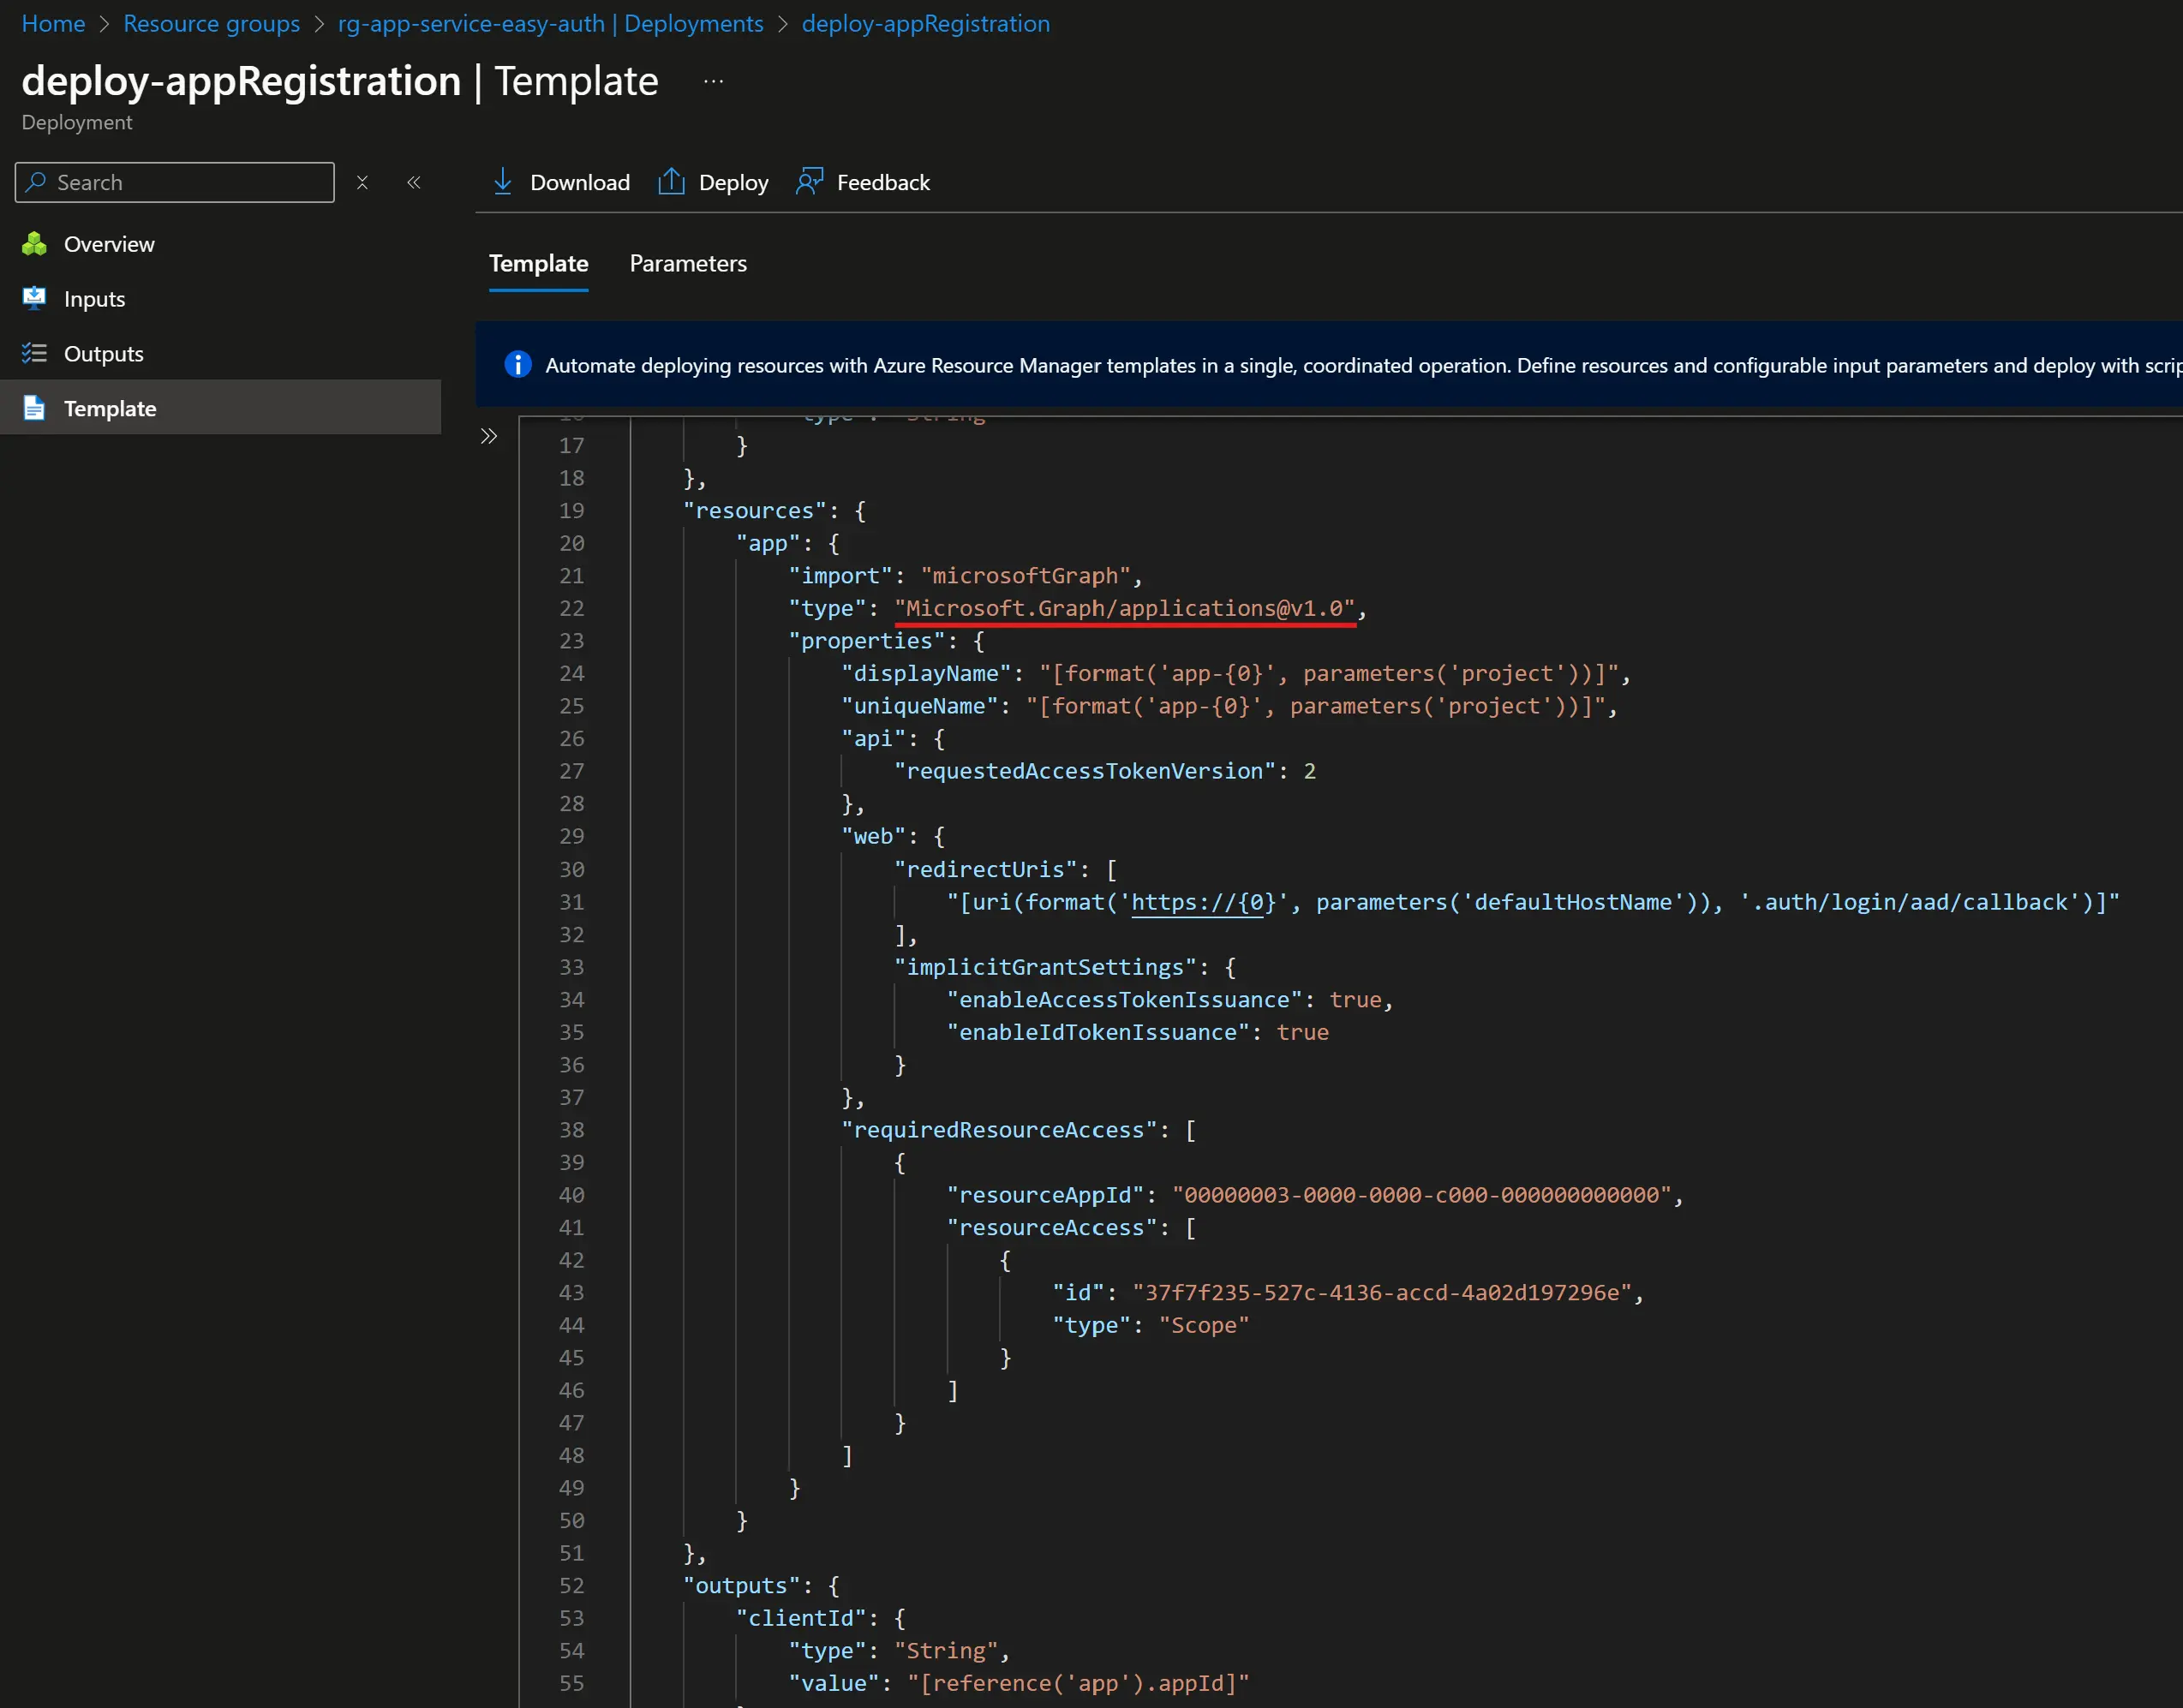 Home > Resource groups > rg-app-service-easy-auth | Deployments > deploy-appRegistration
deploy-appRegistration | Template ...
Deployment
Search
Overview
Inputs
Outputs
Template
Download Deploy Feedback
Template Parameters
Automate deploying resources with Azure Resource Manager templates in a single, coordinated operation. Define resources and configurable input parameters and deploy with scrip
17 }
18 },
19 "resources": {
20 "app": {
21 "import": "microsoftGraph",
22 "type": "Microsoft.Graph/applications@v1.0",
23 "properties": {
24 "displayName": "[format('app-{0}', parameters('project'))]",
25 "uniqueName": "[format('app-{0}', parameters('project'))]",
26 "api": {
27 "requestedAccessTokenVersion": 2
28 },
29 "web": {
30 "redirectUris": [
31 "[uri(format('https://{0}', parameters('defaultHostName')), '.auth/login/aad/callback')]"
32 ],
33 "implicitGrantSettings": {
34 "enableAccessTokenIssuance": true,
35 "enableIdTokenIssuance": true
36 }
37 },
38 "requiredResourceAccess": [
39 {
40 "resourceAppId": "00000003-0000-0000-c000-000000000000",
41 "resourceAccess": [
42 {
43 "id": "37f7f235-527c-4136-accd-4a02d197296e",
44 "type": "Scope"
45 }
46 ]
47 }
48 ]
49 }
50 }
51 },
52 "outputs": {
53 "clientId": {
54 "type": "String",
55 "value": "[reference('app').appId]"